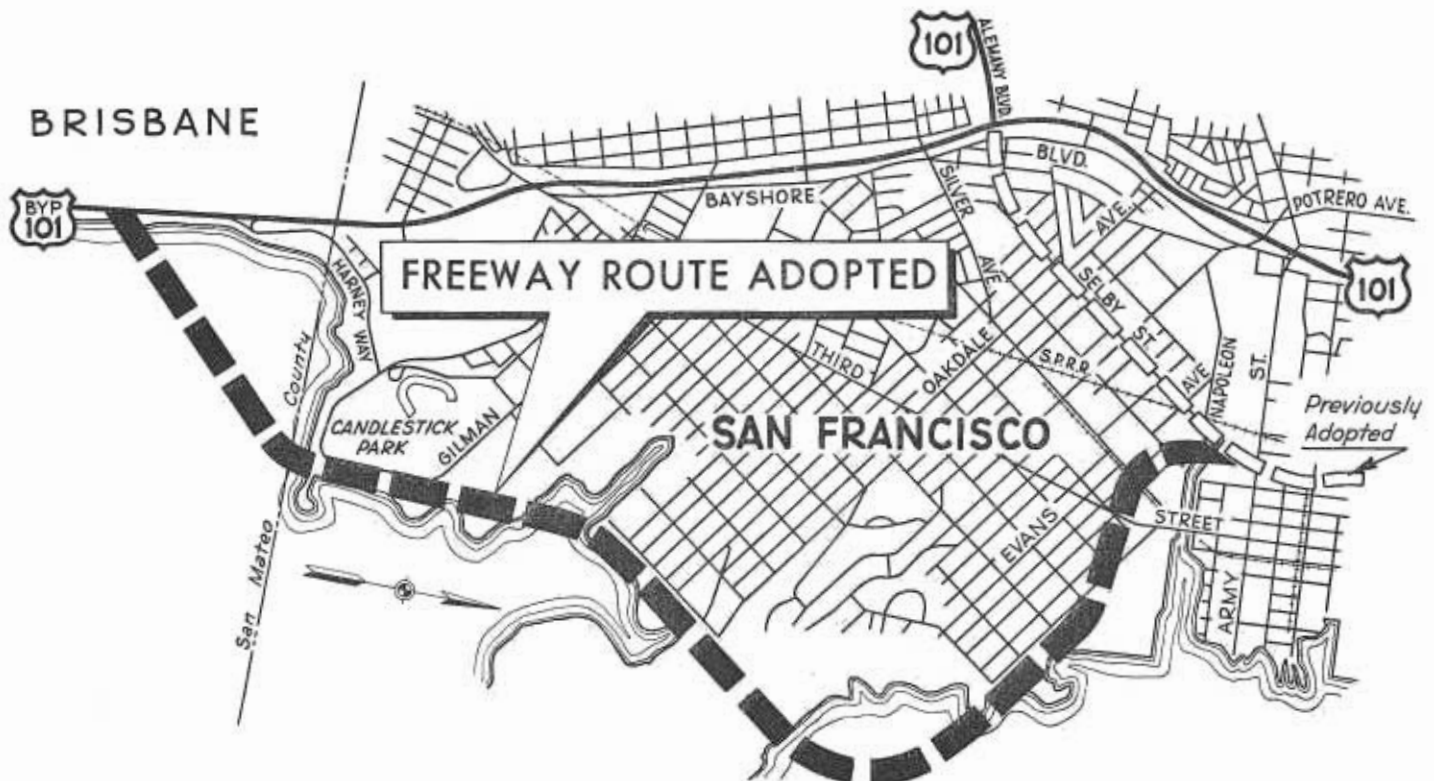 101
ALEMANY BLVD.
BRISBANE
BYP
101
BAYSHORE
BLVD.
SILVER
AVE.
AVE.
POTRERO AVE.
101
HARNEY WAY
FREEWAY ROUTE ADOPTED
SELBY
ST.
THIRD
OAKDALE
S.P.R.R.
AVE
NAPOLEON
ST.
Previously
Adopted
County
San Mateo
CANDLESTICK
PARK
GILMAN
SAN FRANCISCO
EVANS
STREET
ARMY